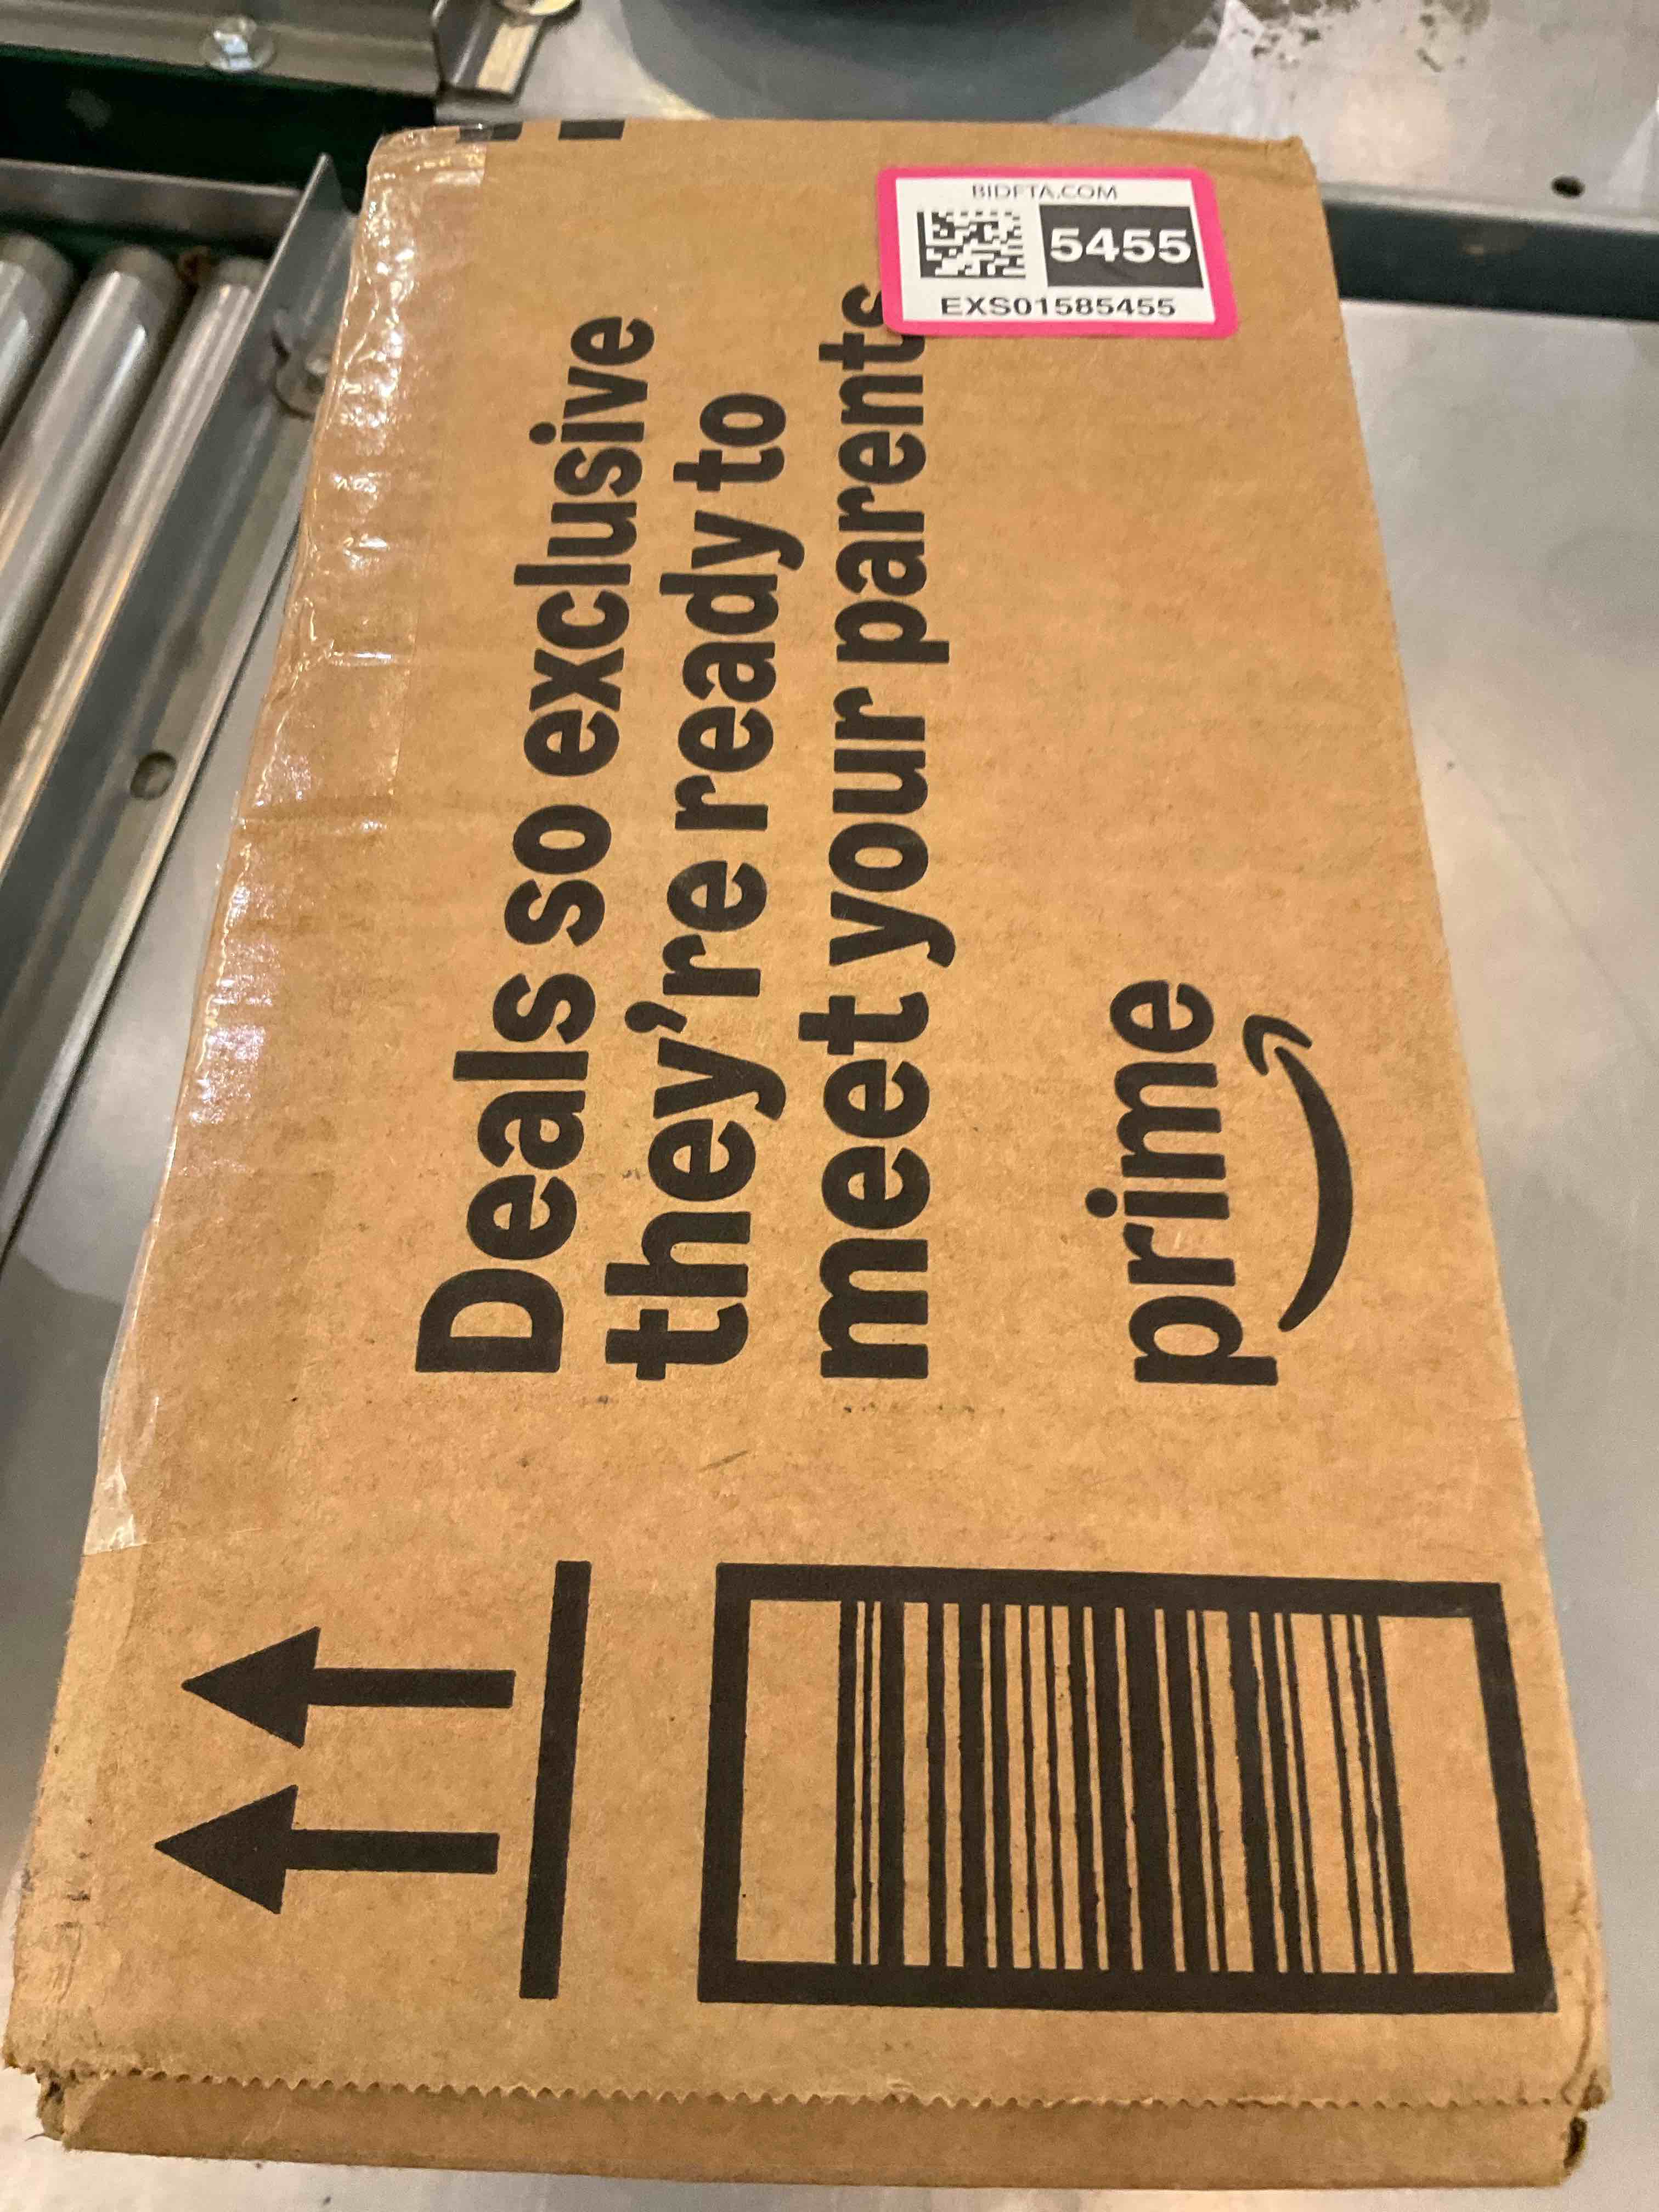 BIDFTA.COM
5455
EXS01585455
Deals so exclusive
they're ready to
meet your parents
prime